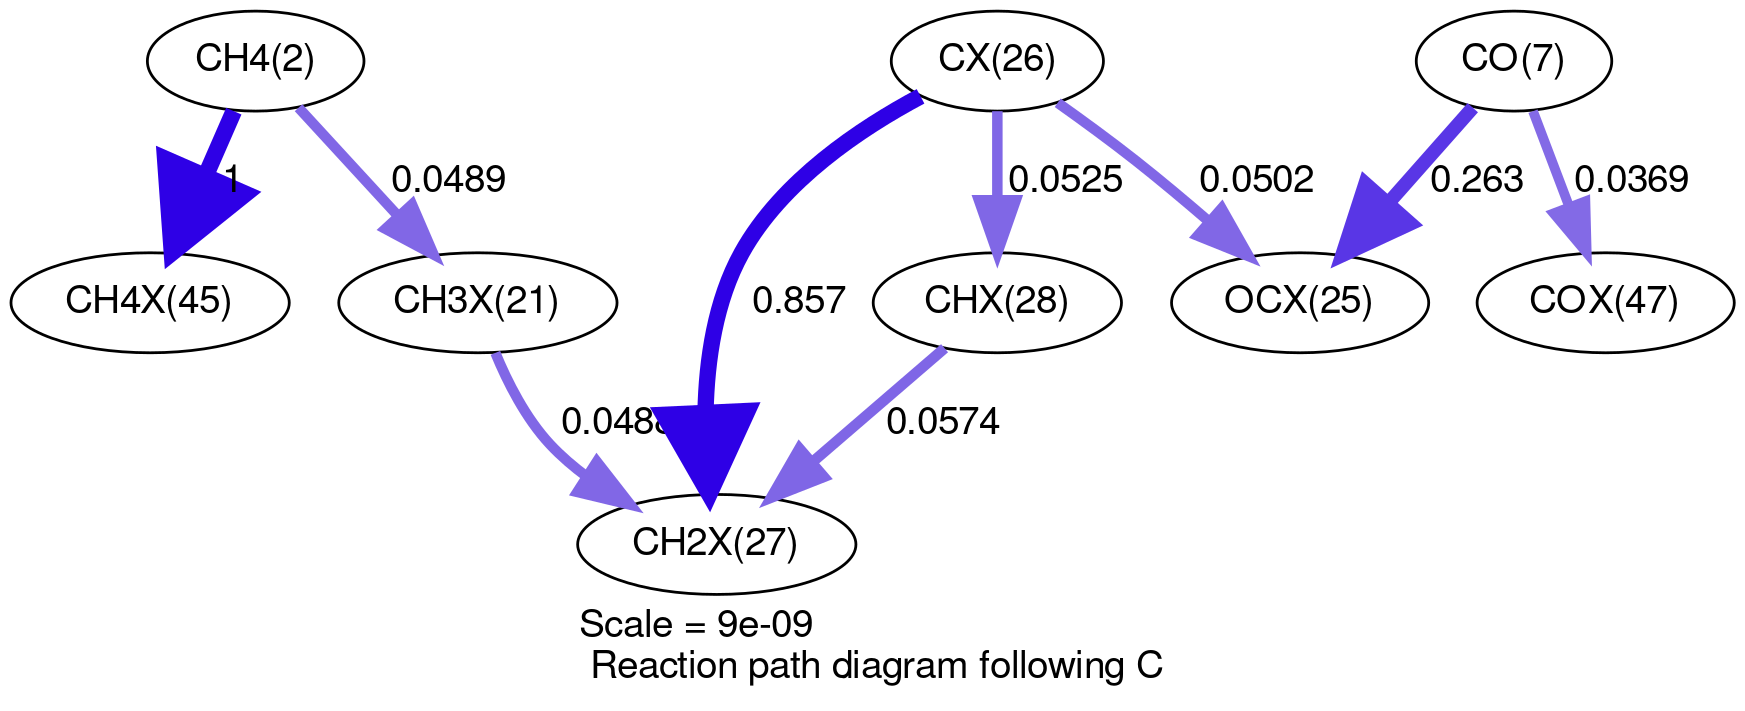 CH4(2)
CX(26)
CO(7)
1
0.0489
0.0525
0.0502
0.263
0.0369
CH4X(45)
CH3X(21)
CHX(28)
OCX(25)
COX(47)
0.857
0.0574
CH2X(27)
Scale = 9e-09
Reaction path diagram following C